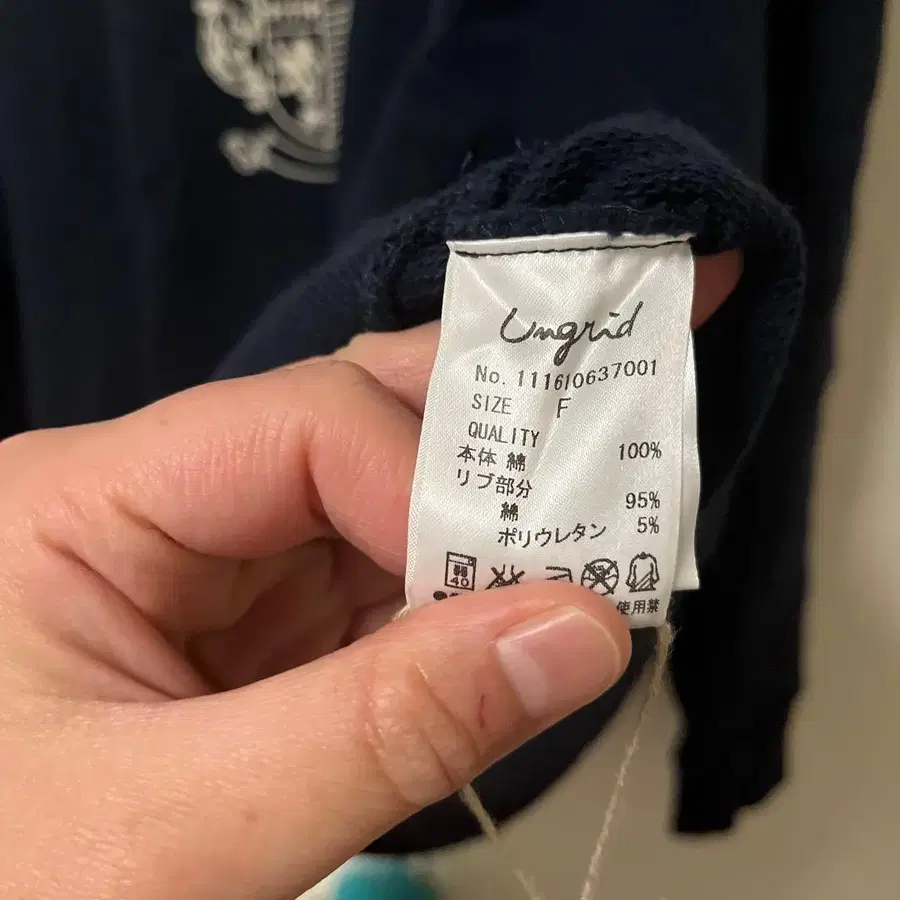 Ungrid
No. 111610637001
SIZE F
QUALITY
本体 綿 100%
リブ部分
綿 95%
ポリウレタン 5%
40
使用禁